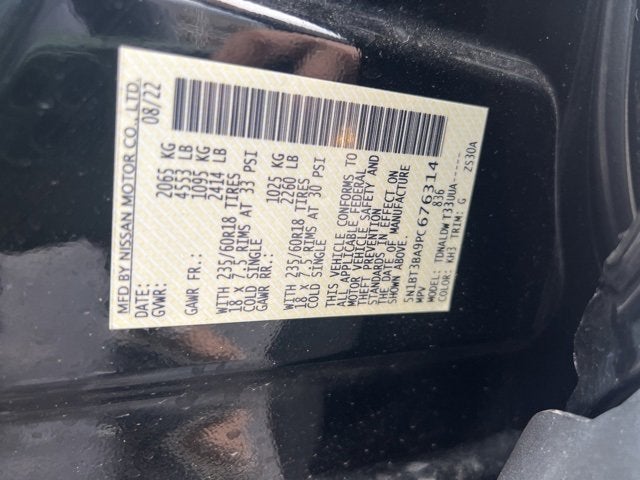 MFD BY NISSAN MOTOR CO., LTD.
DATE: 08/22
GVWR: 2065 KG
4553 LB
GAWR FR.: 1095 KG
2414 LB
WITH 235/60R18 TIRES
18 X 7.5 RIMS AT 33 PSI
COLD SINGLE
GAWR RR.: 1025 KG
2260 LB
WITH 235/60R18 TIRES
18 X 7.5 RIMS AT 30 PSI
COLD SINGLE
THIS VEHICLE CONFORMS TO
ALL APPLICABLE FEDERAL
MOTOR VEHICLE SAFETY AND
THEFT PREVENTION
STANDARDS IN EFFECT ON
THE DATE OF MANUFACTURE
SHOWN ABOVE.
5N1BT3BA9PC676314
MPV 836
MODEL: TDNALDWT33UUA-----
COLOR: KH3 TRIM: G
ZS30A